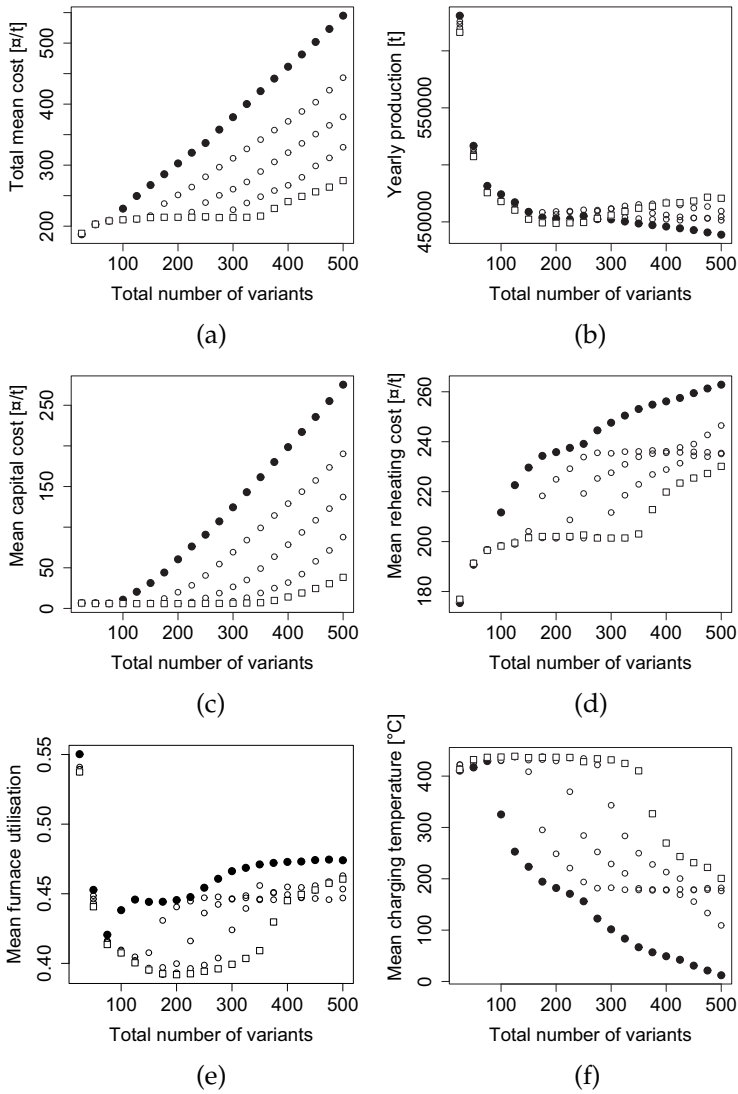 Total mean cost [¤/t]
500
400
300
200
100 200 300 400 500
Total number of variants
(a)
Yearly production [t]
550000
450000
100 200 300 400 500
Total number of variants
(b)
Mean capital cost [¤/t]
250
150
50
0
100 200 300 400 500
Total number of variants
(c)
Mean reheating cost [¤/t]
260
240
220
200
180
100 200 300 400 500
Total number of variants
(d)
Mean furnace utilisation
0.55
0.50
0.45
0.40
100 200 300 400 500
Total number of variants
(e)
Mean charging temperature [°C]
400
300
200
100
0
100 200 300 400 500
Total number of variants
(f)